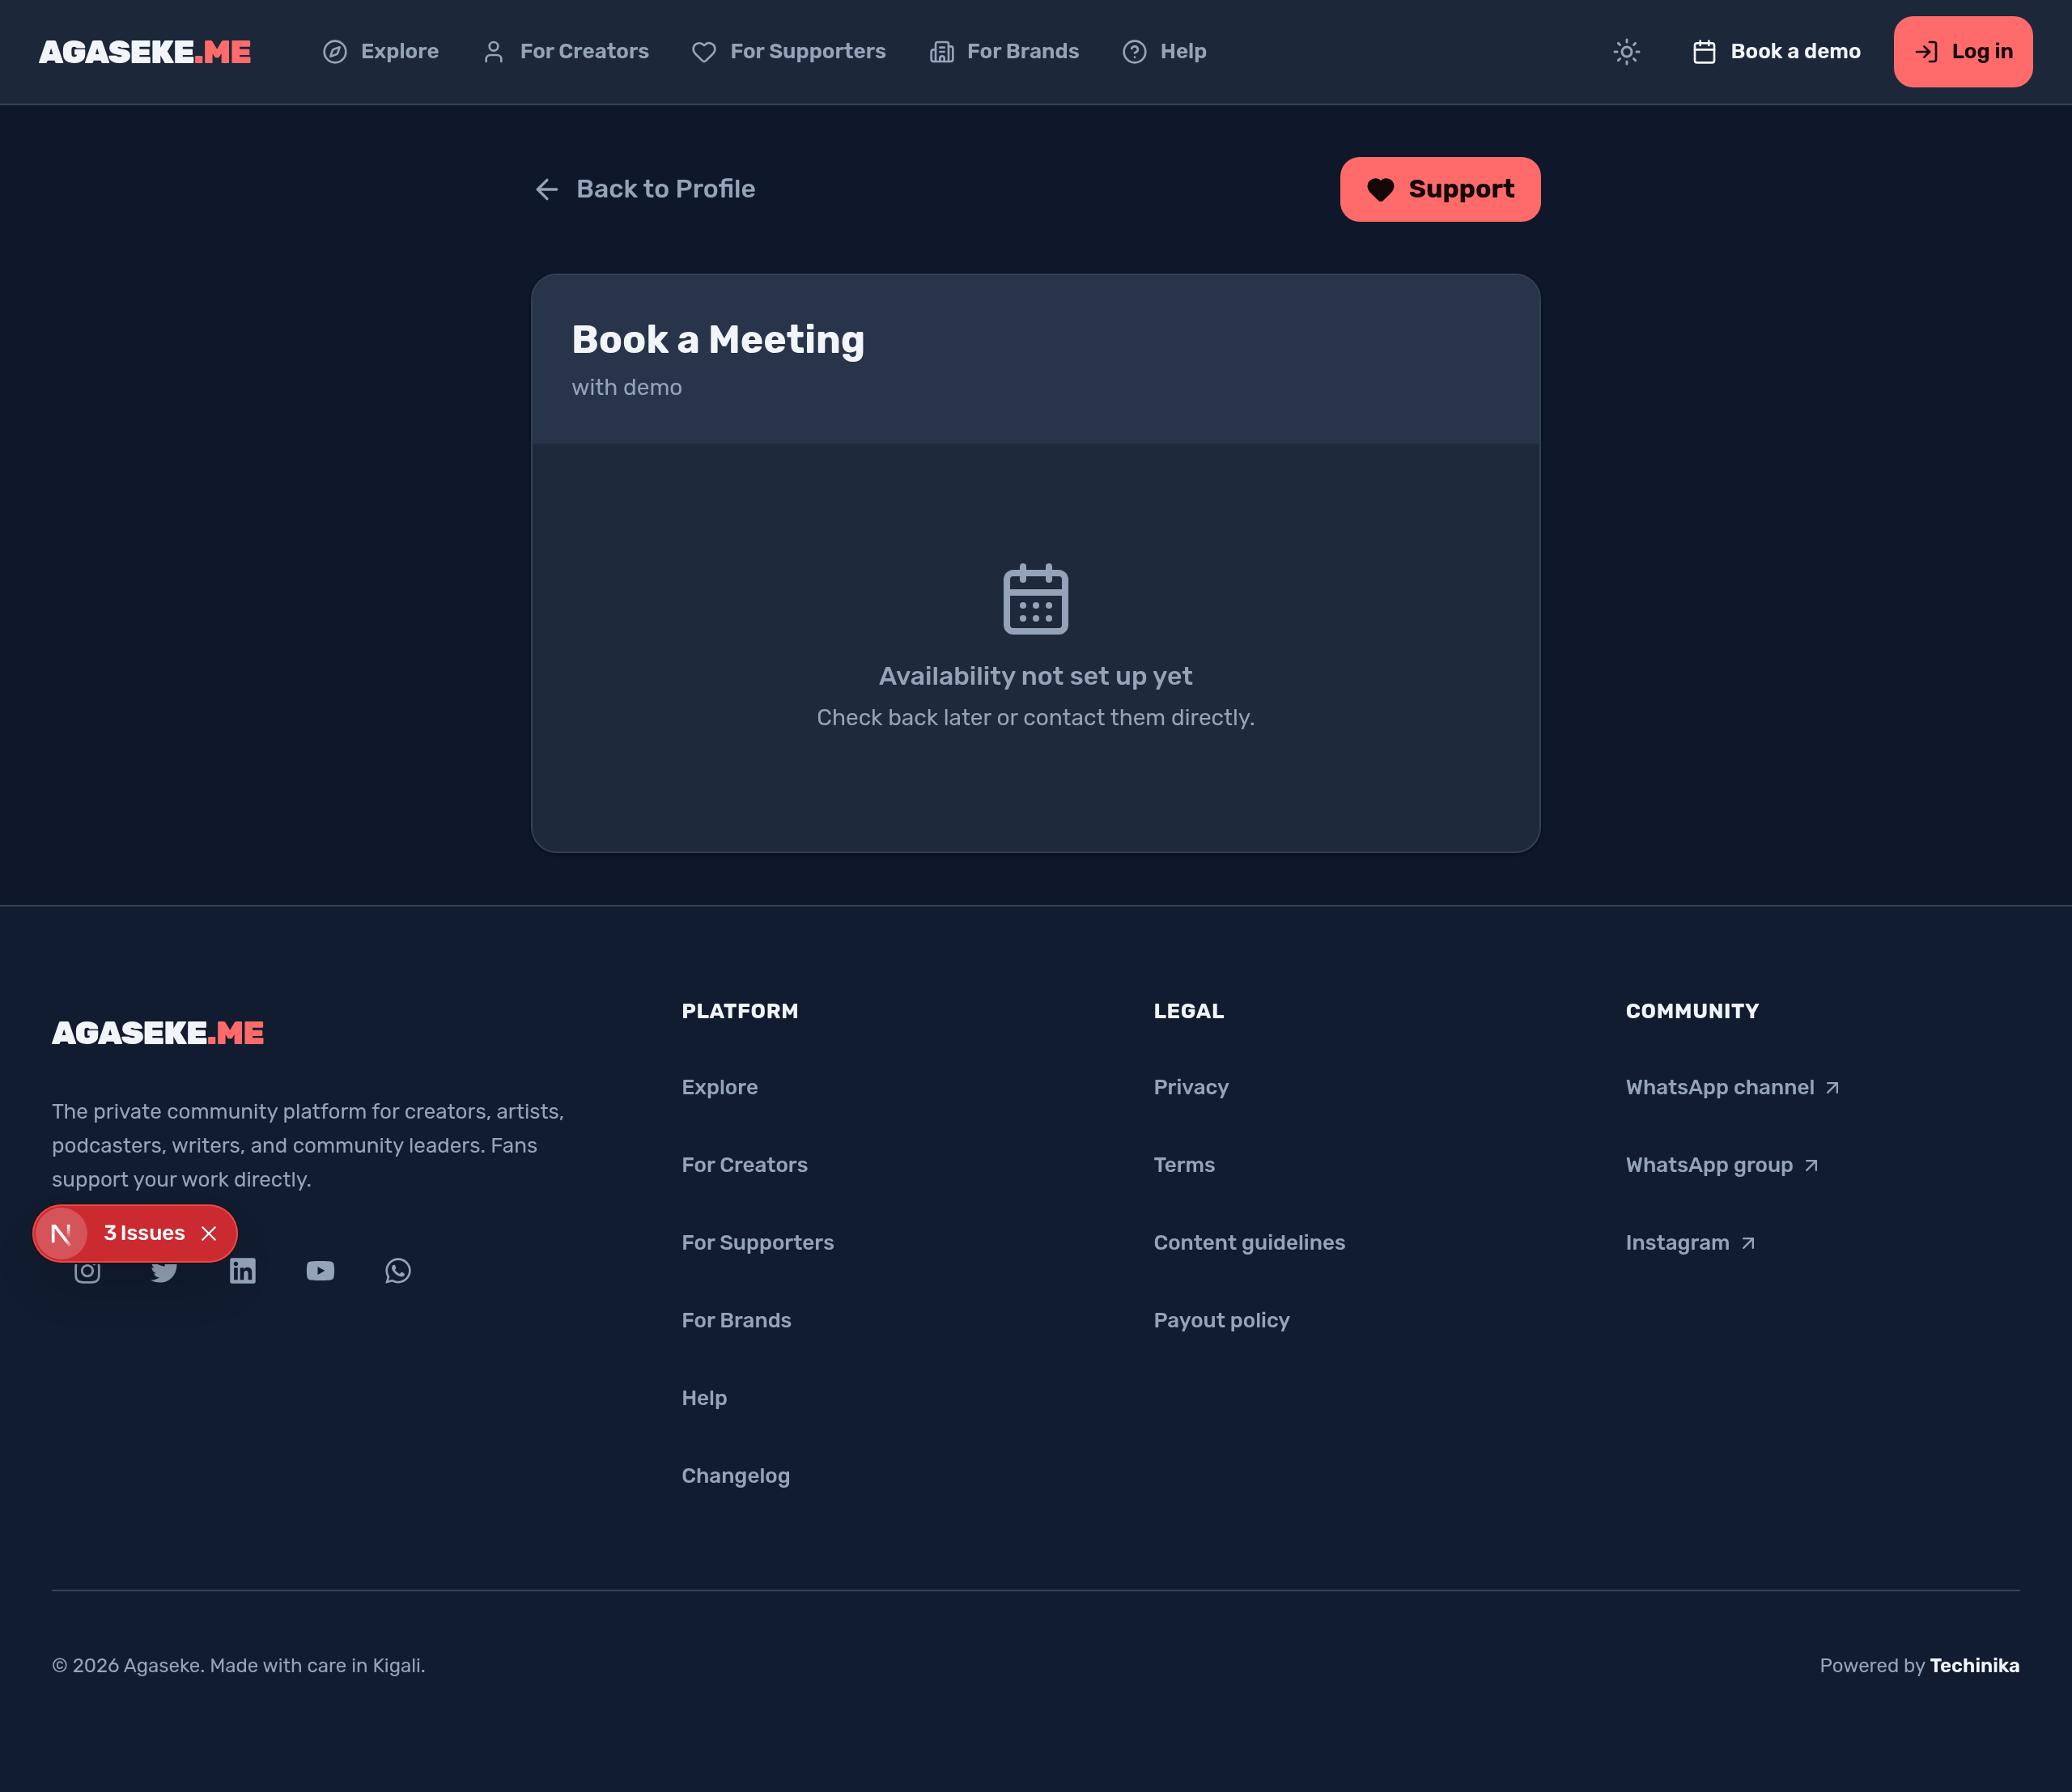 AGASEKE.ME
Explore
For Creators
For Supporters
For Brands
Help
Book a demo
Log in
Back to Profile
Support
Book a Meeting
with demo
Availability not set up yet
Check back later or contact them directly.
AGASEKE.ME
The private community platform for creators, artists,
podcasters, writers, and community leaders. Fans
support your work directly.
3 Issues
PLATFORM
Explore
For Creators
For Supporters
For Brands
Help
Changelog
LEGAL
Privacy
Terms
Content guidelines
Payout policy
COMMUNITY
WhatsApp channel
WhatsApp group
Instagram
© 2026 Agaseke. Made with care in Kigali.
Powered by Techinika